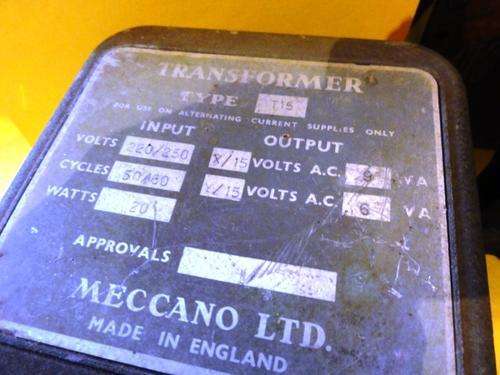 TRANSFORMER
TYPE T15
FOR USE ON ALTERNATING CURRENT SUPPLIES ONLY
INPUT OUTPUT
VOLTS 220/250 X/15 VOLTS A.C. 9 VA
CYCLES 50/60 Y/15 VOLTS A.C. 6 VA
WATTS 20
APPROVALS
MECCANO LTD.
MADE IN ENGLAND